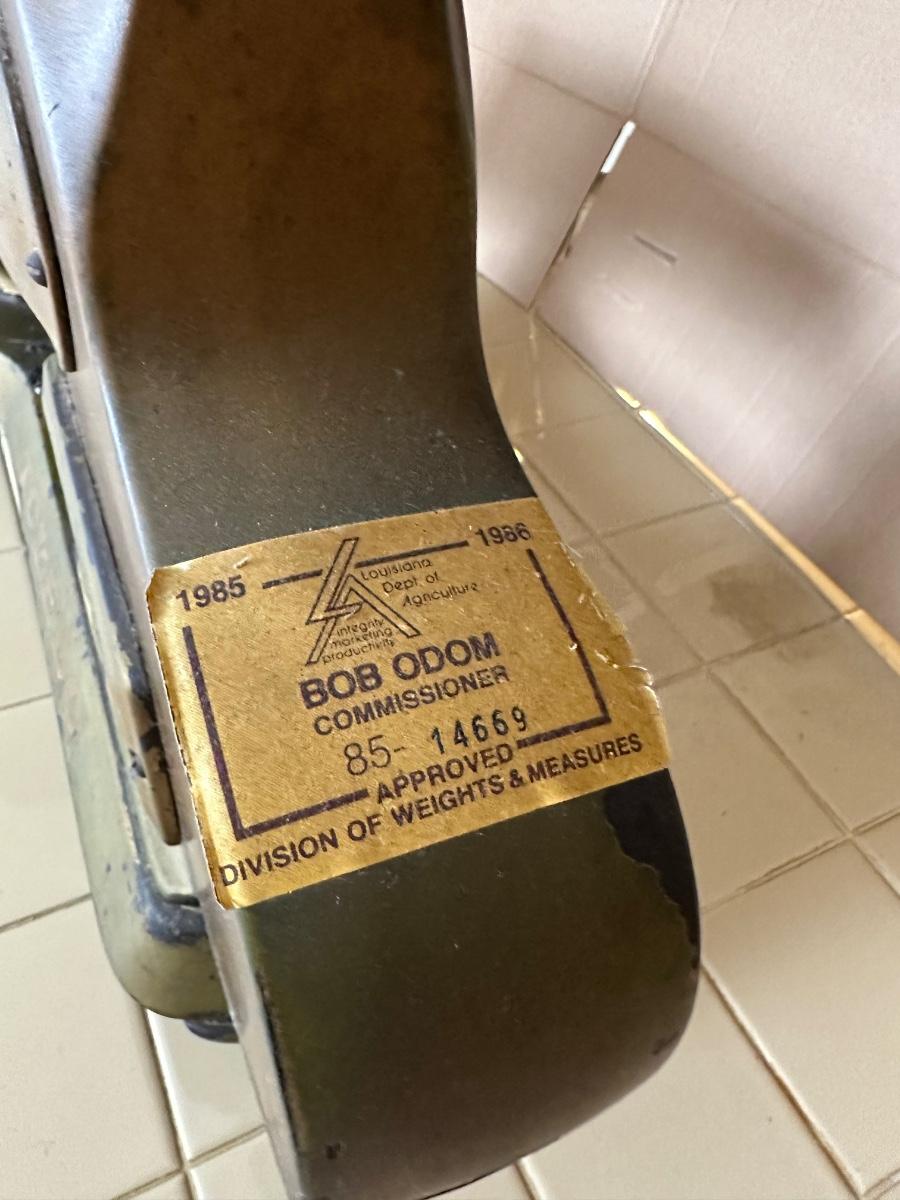 1985 1986
Louisiana
Dept. of
Agriculture
integrity
marketing
productivity
BOB ODOM
COMMISSIONER
85- 14669
APPROVED
DIVISION OF WEIGHTS & MEASURES